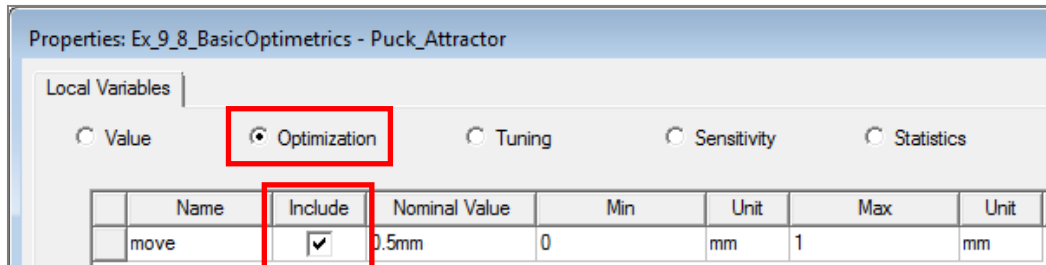 Properties: Ex_9_8_BasicOptimetrics - Puck_Attractor
Local Variables
Value Optimization Tuning Sensitivity Statistics
Name Include Nominal Value Min Unit Max Unit
move 0.5mm 0 mm 1 mm